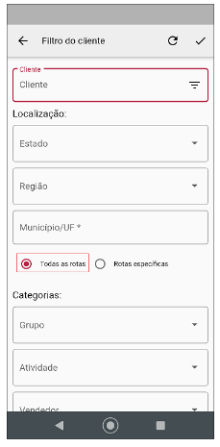 Filtro do cliente
Cliente
Cliente
Localização:
Estado
Região
Município/UF *
Todas as rotas
Rotas específicas
Categorias:
Grupo
Atividade
Vendedor